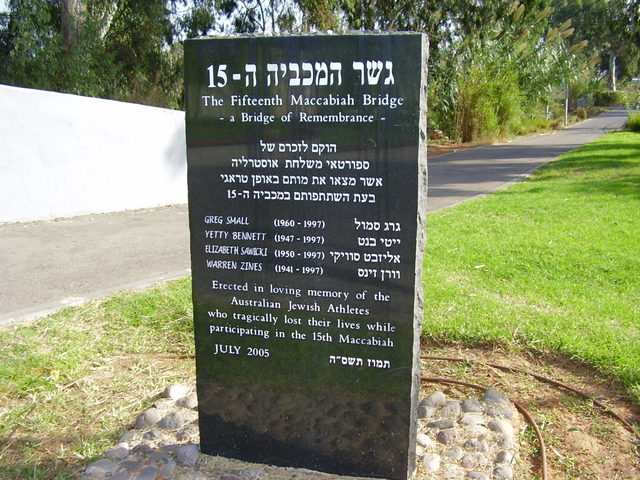 גשר המכביה ה-15
The Fifteenth Maccabiah Bridge
- a Bridge of Remembrance -
הוקם לזכרם של
ספורטאי משלחת אוסטרליה
אשר מצאו את מותם באופן טראגי
בעת השתתפותם במכביה ה-15
GREG SMALL (1960 - 1997) גרג סמול
YETTY BENNETT (1947 - 1997) ייטי בנט
ELIZABETH SAWICKI (1950 - 1997) אליזבט סוויקי
WARREN ZINES (1941 - 1997) וורן זינס
Erected in loving memory of the
Australian Jewish Athletes
who tragically lost their lives while
participating in the 15th Maccabiah
JULY 2005 תמוז תשס"ה